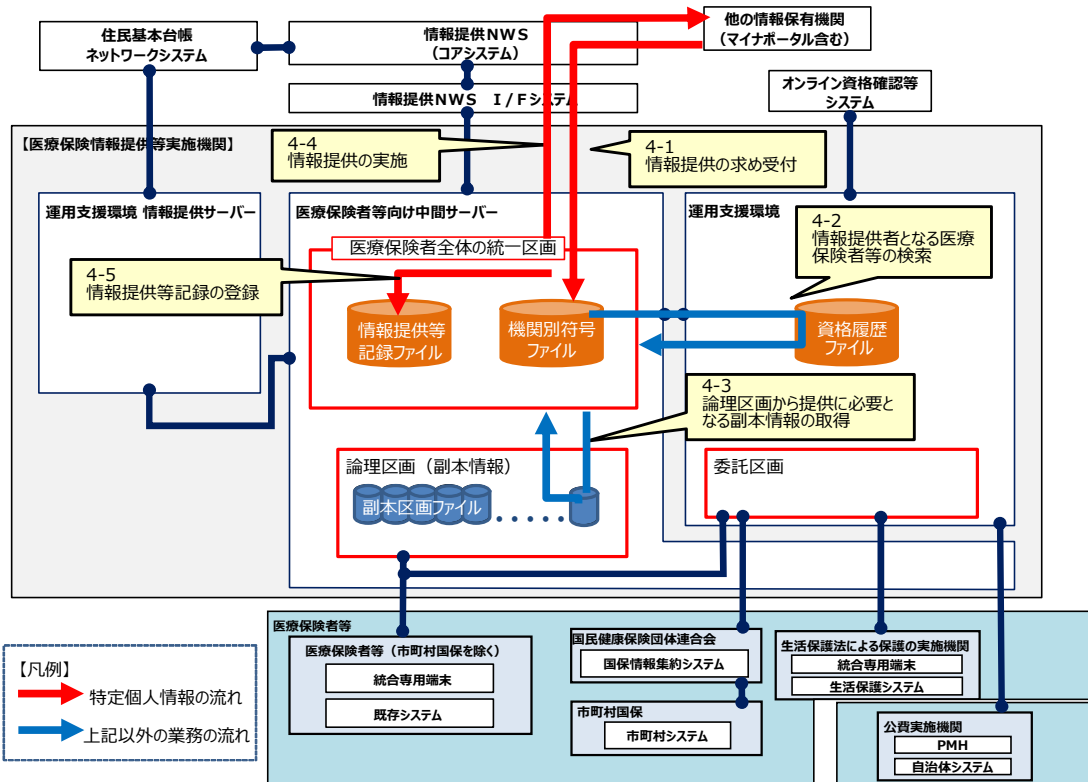 住民基本台帳
ネットワークシステム
情報提供NWS
（コアシステム）
他の情報保有機関
（マイナポータル含む）
情報提供NWS　I/Fシステム
オンライン資格確認等
システム
【医療保険情報提供等実施機関】
4-4
情報提供の実施
4-1
情報提供の求め受付
運用支援環境 情報提供サーバー
医療保険者等向け中間サーバー
運用支援環境
4-2
情報提供者となる医療
保険者等の検索
医療保険者全体の統一区画
4-5
情報提供等記録の登録
情報提供等
記録ファイル
機関別符号
ファイル
資格履歴
ファイル
4-3
論理区画から提供に必要と
なる副本情報の取得
論理区画（副本情報）
副本区画ファイル
・・・・・・
委託区画
医療保険者等
医療保険者等（市町村国保を除く）
統合専用端末
既存システム
国民健康保険団体連合会
国保情報集約システム
市町村国保
市町村システム
生活保護法による保護の実施機関
統合専用端末
生活保護システム
公費実施機関
PMH
自治体システム
【凡例】
特定個人情報の流れ
上記以外の業務の流れ